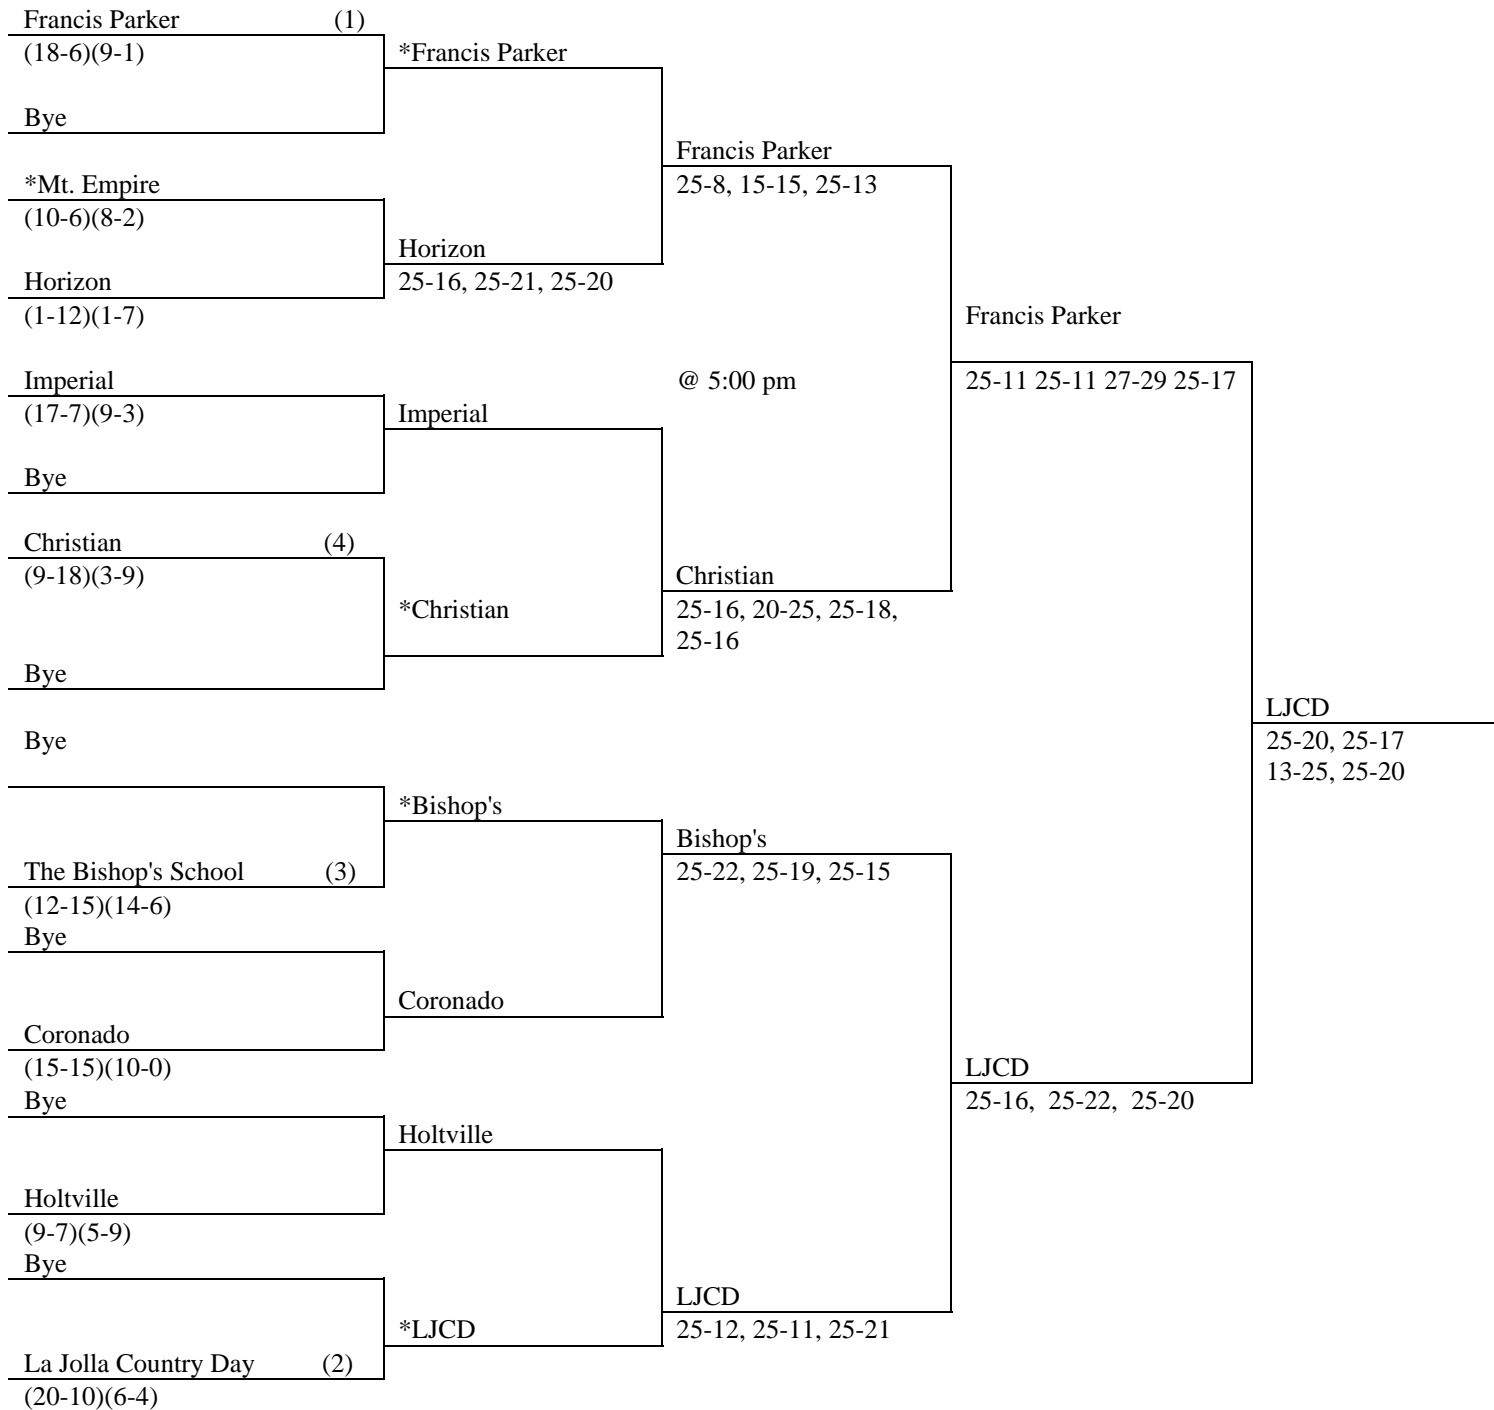 Francis Parker (1)
(18-6)(9-1)
Bye
*Mt. Empire
(10-6)(8-2)
Horizon
(1-12)(1-7)
Imperial
(17-7)(9-3)
Bye
Christian (4)
(9-18)(3-9)
Bye
Bye
The Bishop's School (3)
(12-15)(14-6)
Bye
Coronado
(15-15)(10-0)
Bye
Holtville
(9-7)(5-9)
Bye
La Jolla Country Day (2)
(20-10)(6-4)
*Francis Parker
Horizon
25-16, 25-21, 25-20
Imperial
*Christian
*Bishop's
Coronado
Holtville
*LJCD
Francis Parker
25-8, 15-15, 25-13
@ 5:00 pm
Christian
25-16, 20-25, 25-18,
25-16
Bishop's
25-22, 25-19, 25-15
LJCD
25-12, 25-11, 25-21
Francis Parker
25-11 25-11 27-29 25-17
LJCD
25-16, 25-22, 25-20
LJCD
25-20, 25-17
13-25, 25-20